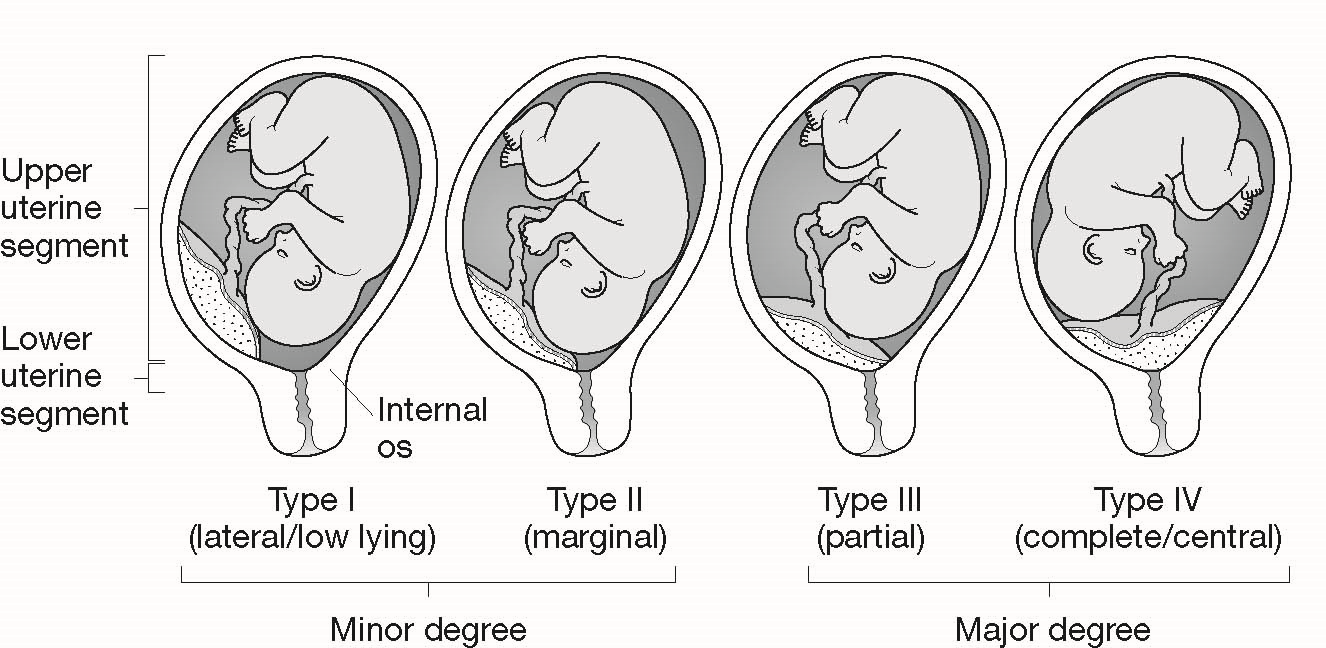 Upper
uterine
segment
Lower
uterine
segment
Internal
os
Type I
(lateral/low lying)
Type II
(marginal)
Type III
(partial)
Type IV
(complete/central)
Minor degree
Major degree